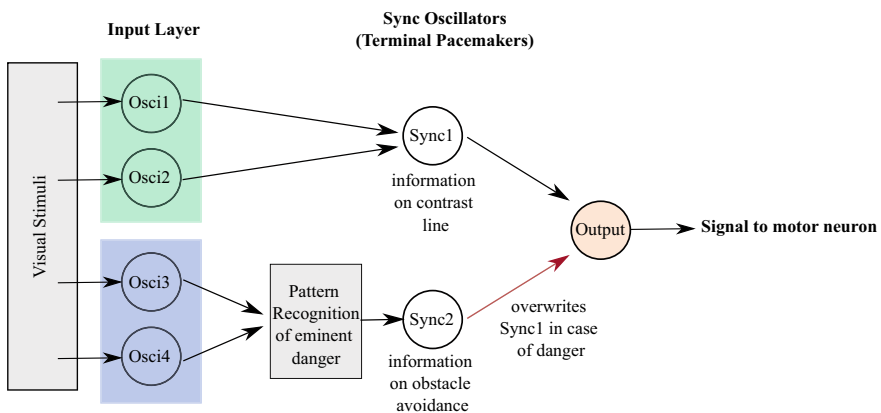 Input Layer
Sync Oscillators
(Terminal Pacemakers)
Visual Stimuli
Osci1
Osci2
Osci3
Osci4
Pattern
Recognition
of eminent
danger
Sync1
information
on contrast
line
Sync2
information
on obstacle
avoidance
overwrites
Sync1 in case
of danger
Output
Signal to motor neuron